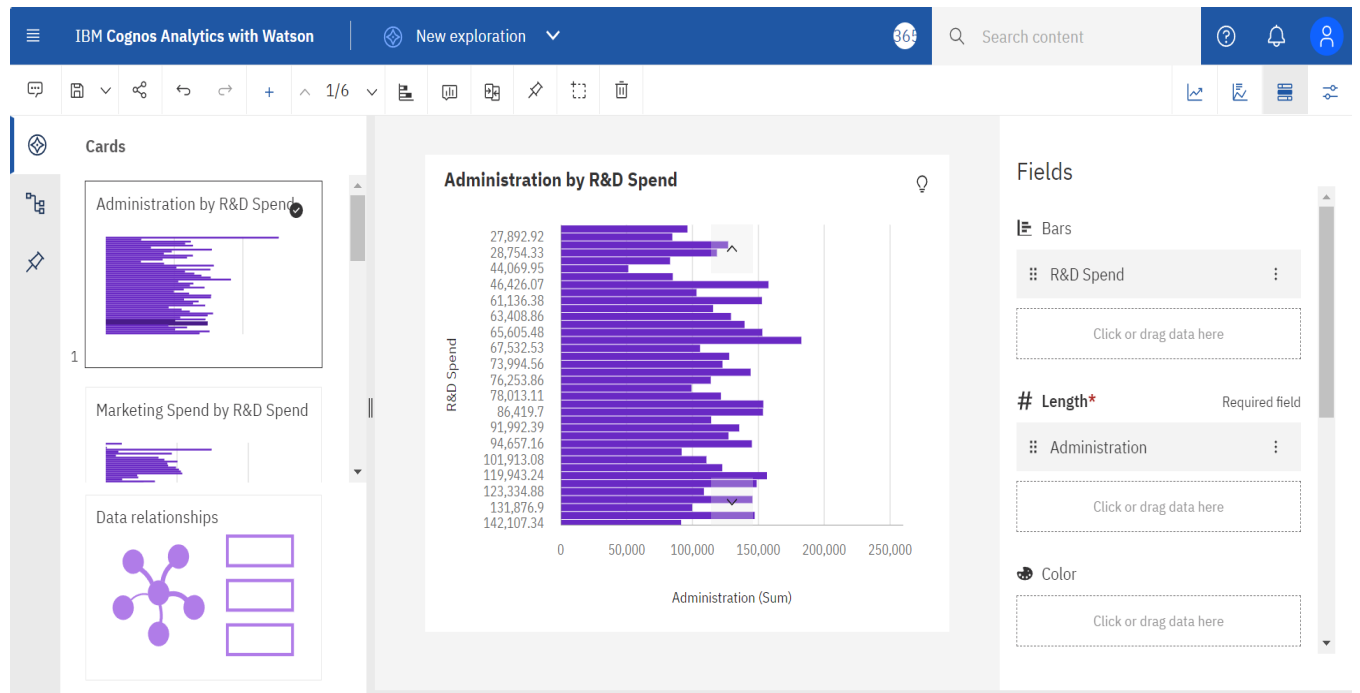 IBM Cognos Analytics with Watson
New exploration
365
Search content
1/6
Cards
Administration by R&D Spend
1
Marketing Spend by R&D Spend
Data relationships
Administration by R&D Spend
R&D Spend
27,892.92
28,754.33
44,069.95
46,426.07
61,136.38
63,408.86
65,605.48
67,532.53
73,994.56
76,253.86
78,013.11
86,419.7
91,992.39
94,657.16
101,913.08
119,943.24
123,334.88
131,876.9
142,107.34
0 50,000 100,000 150,000 200,000 250,000
Administration (Sum)
Fields
Bars
R&D Spend
Click or drag data here
Length* Required field
Administration
Click or drag data here
Color
Click or drag data here